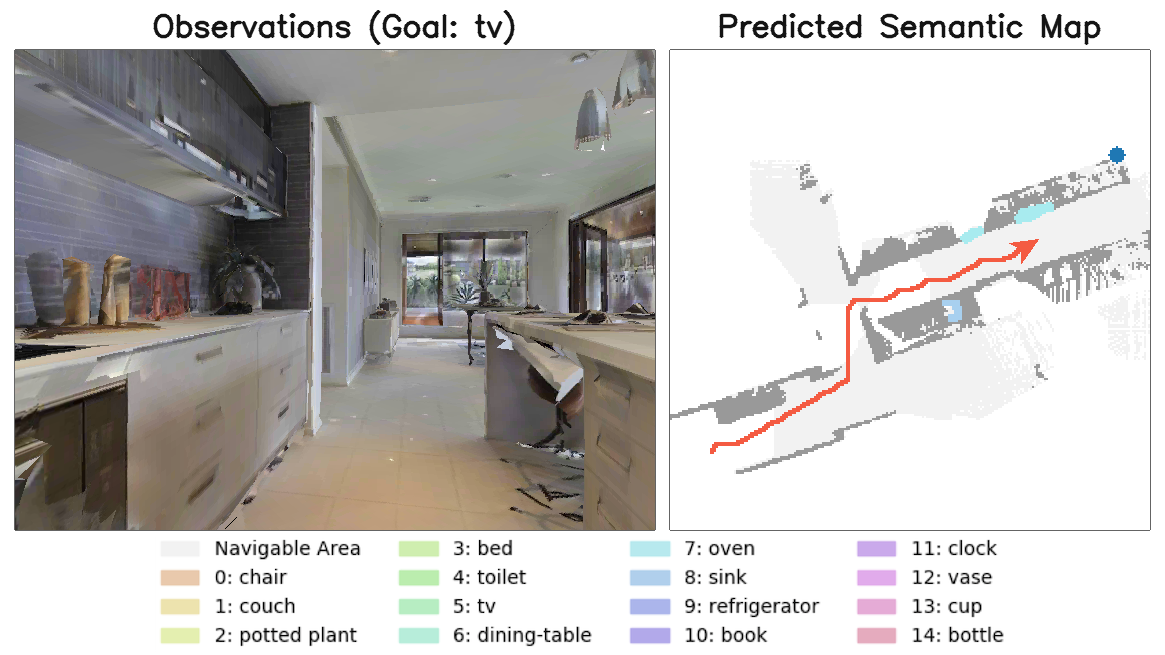 Observations (Goal: tv)
Predicted Semantic Map
Navigable Area
0: chair
1: couch
2: potted plant
3: bed
4: toilet
5: tv
6: dining-table
7: oven
8: sink
9: refrigerator
10: book
11: clock
12: vase
13: cup
14: bottle